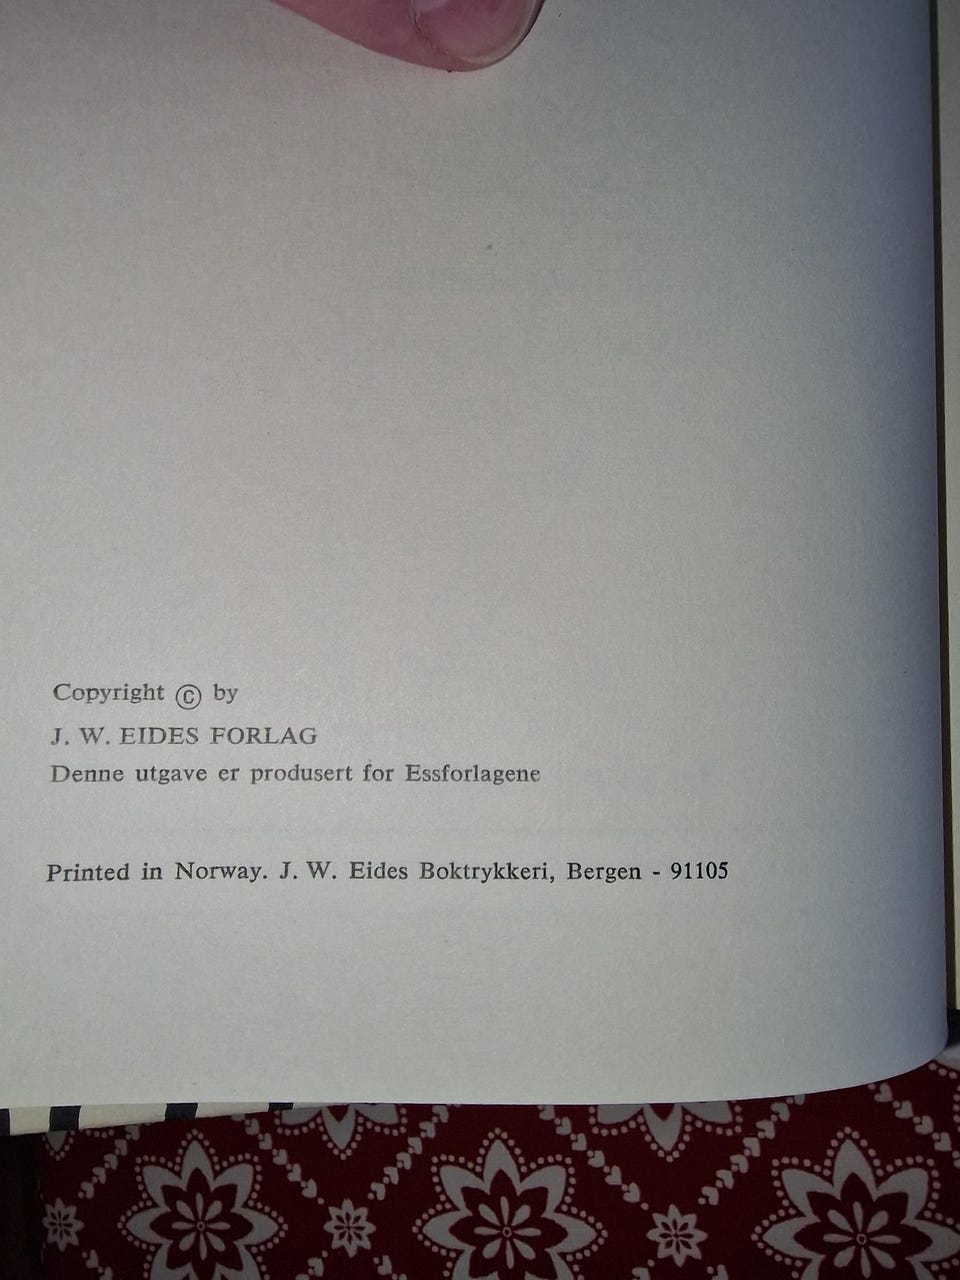 Copyright © by
J. W. EIDES FORLAG
Denne utgave er produsert for Essforlagene
Printed in Norway. J. W. Eides Boktrykkeri, Bergen - 91105